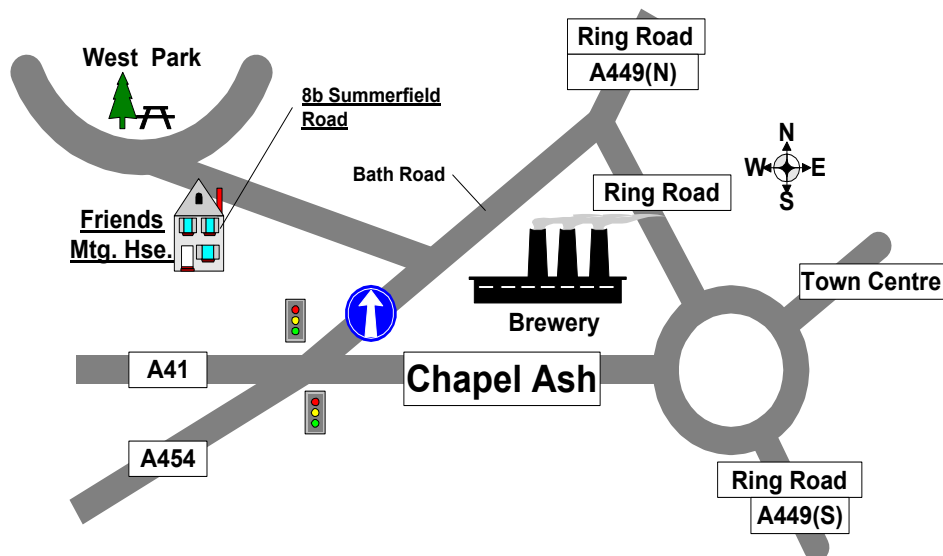 Ring Road
A449(N)
West Park
8b Summerfield
Road
N
W
E
S
Bath Road
Ring Road
Friends
Mtg. Hse.
Town Centre
Brewery
A41
Chapel Ash
A454
Ring Road
A449(S)